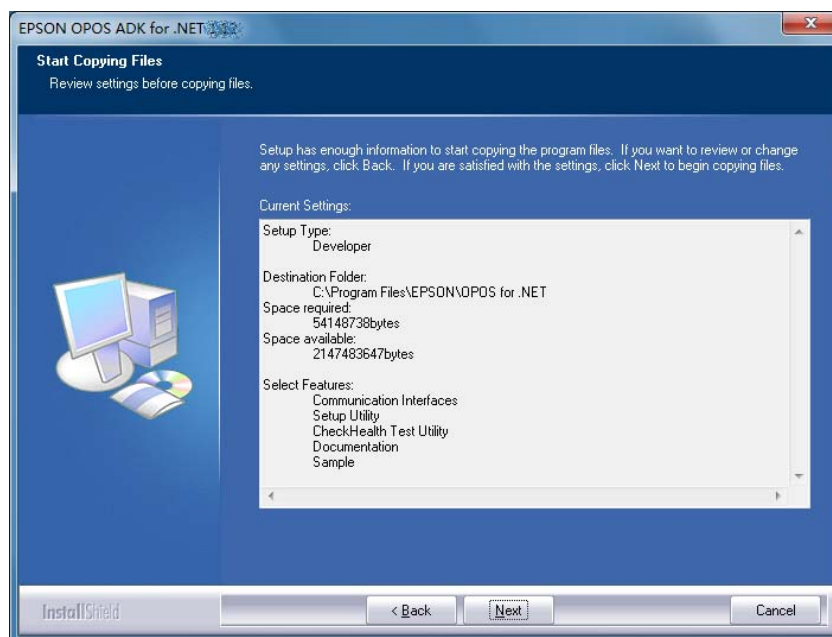 EPSON OPOS ADK for .NET
Start Copying Files
Review settings before copying files.
Setup has enough information to start copying the program files. If you want to review or change
any settings, click Back. If you are satisfied with the settings, click Next to begin copying files.
Current Settings:
Setup Type:
Developer
Destination Folder:
C:\Program Files\EPSON\OPOS for .NET
Space required:
54148738bytes
Space available:
2147483647bytes
Select Features:
Communication Interfaces
Setup Utility
CheckHealth Test Utility
Documentation
Sample
InstallShield
< Back
Next
Cancel